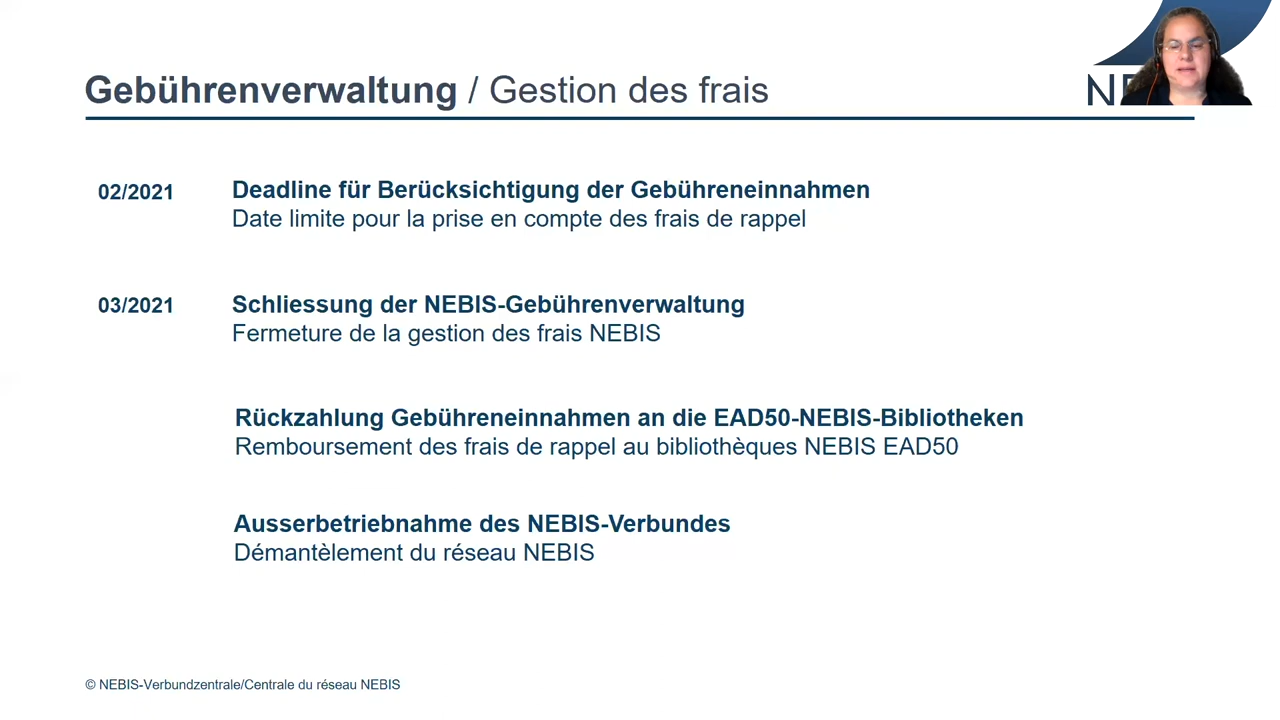 Gebührenverwaltung / Gestion des frais
02/2021 Deadline für Berücksichtigung der Gebühreneinnahmen
Date limite pour la prise en compte des frais de rappel
03/2021 Schliessung der NEBIS-Gebührenverwaltung
Fermeture de la gestion des frais NEBIS
Rückzahlung Gebühreneinnahmen an die EAD50-NEBIS-Bibliotheken
Remboursement des frais de rappel au bibliothèques NEBIS EAD50
Ausserbetriebnahme des NEBIS-Verbundes
Démantèlement du réseau NEBIS
© NEBIS-Verbundzentrale/Centrale du réseau NEBIS